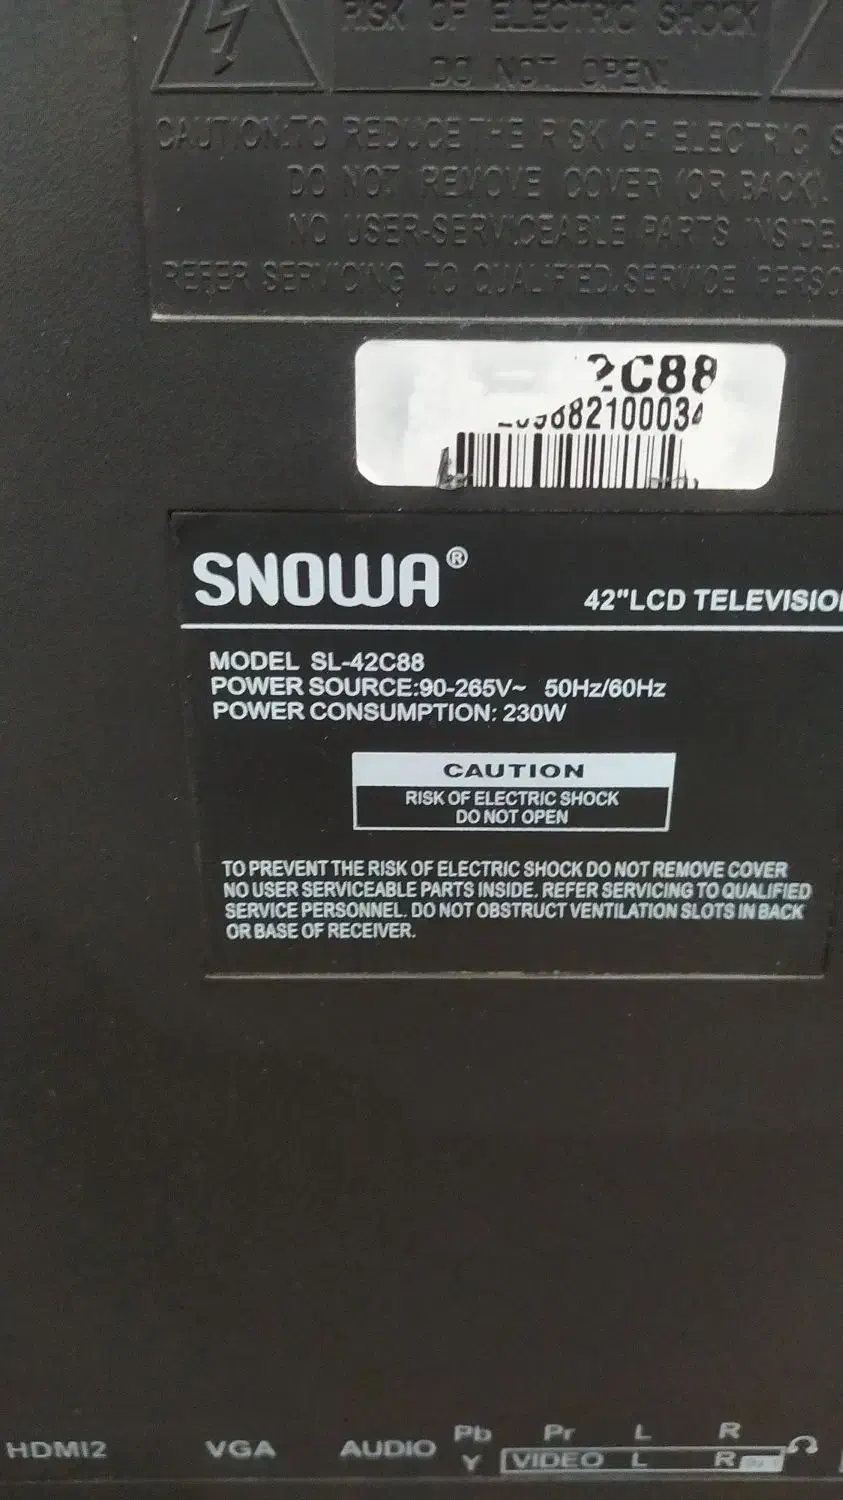 RISK OF ELECTRIC SHOCK
DO NOT OPEN!
CAUTION:TO REDUCE THE RISK OF ELECTRIC S
DO NOT REMOVE COVER (OR BACK).
NO USER-SERVICEABLE PARTS INSIDE.
REFER SERVICING TO QUALIFIED SERVICE PERSO
2C88
88210003
SNOWA®
42"LCD TELEVISIO
MODEL SL-42C88
POWER SOURCE:90-265V~ 50Hz/60Hz
POWER CONSUMPTION: 230W
CAUTION
RISK OF ELECTRIC SHOCK
DO NOT OPEN
TO PREVENT THE RISK OF ELECTRIC SHOCK DO NOT REMOVE COVER
NO USER SERVICEABLE PARTS INSIDE. REFER SERVICING TO QUALIFIED
SERVICE PERSONNEL. DO NOT OBSTRUCT VENTILATION SLOTS IN BACK
OR BASE OF RECEIVER.
Pb Pr L R
HDMI2 VGA AUDIO Y VIDEO L R